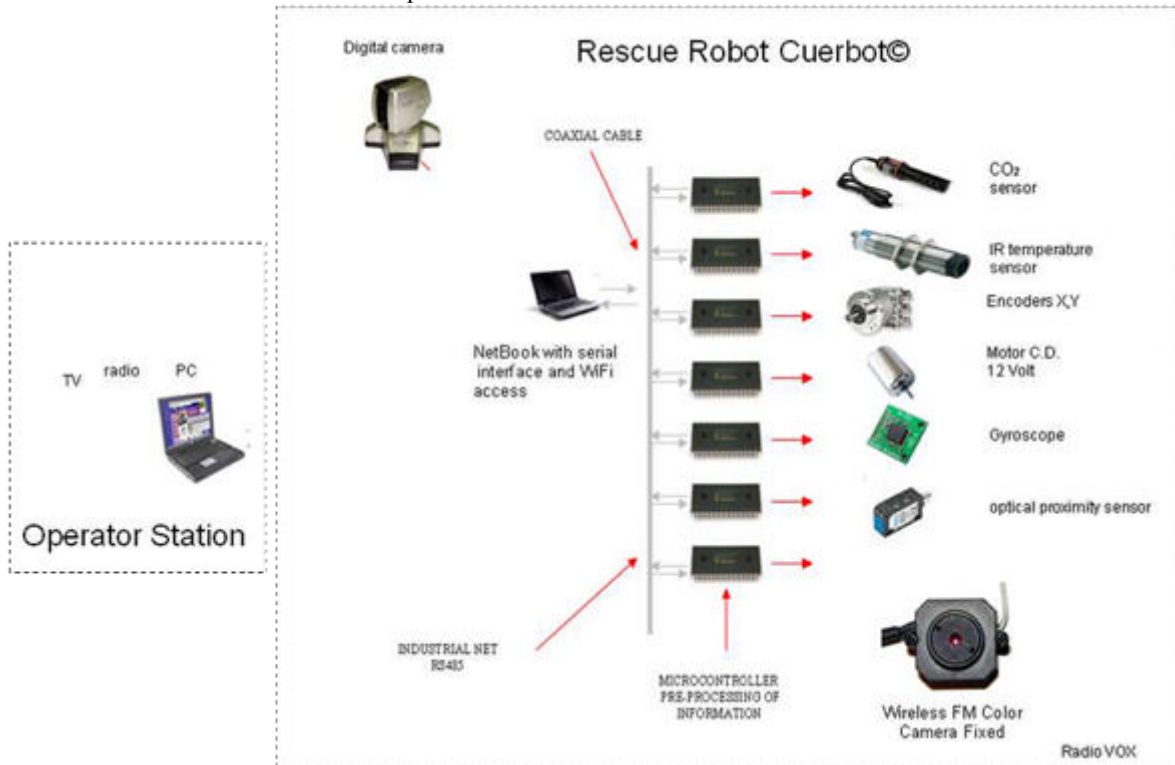 Digital camera
Rescue Robot Cuerbot©
COAXIAL CABLE
CO₂
sensor
IR temperature
sensor
Encoders X,Y
NetBook with serial
interface and WiFi
access
Motor C.D.
12 Volt
TV
radio
PC
Gyroscope
optical proximity sensor
Operator Station
INDUSTRIAL NET
RS485
MICROCONTROLLER
PRE-PROCESSING OF
INFORMATION
Wireless FM Color
Camera Fixed
Radio VOX